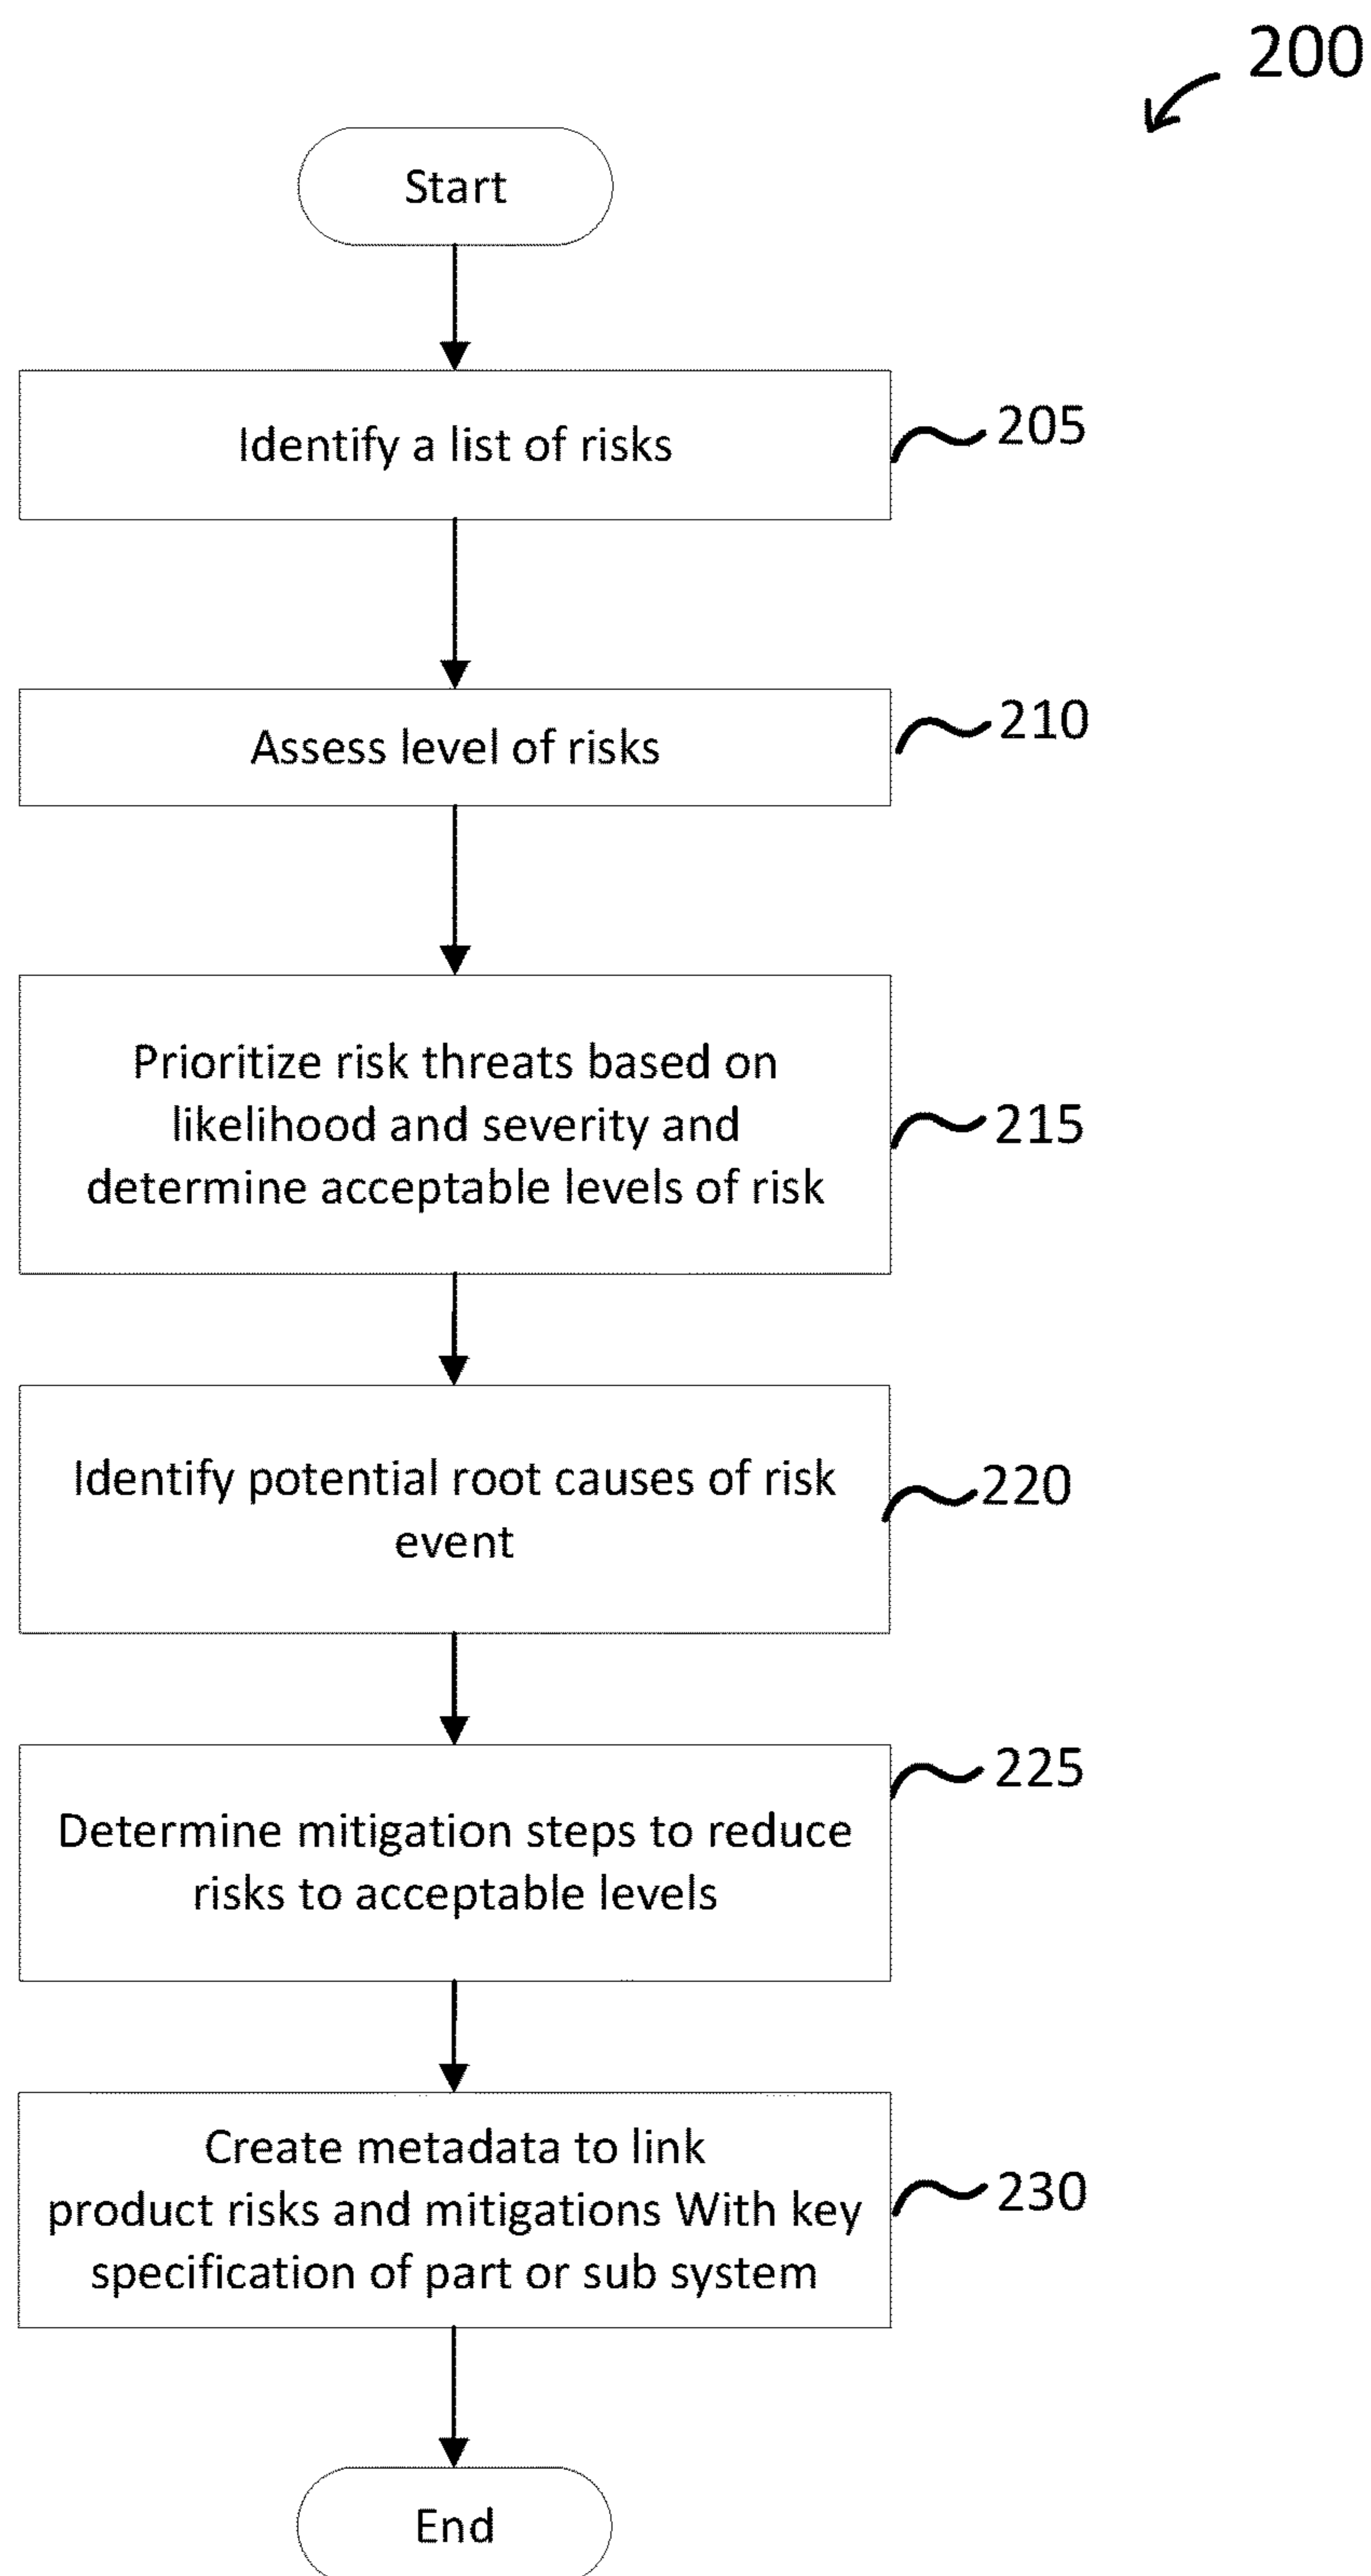 200
Start
Identify a list of risks
205
Assess level of risks
210
Prioritize risk threats based on
likelihood and severity and
determine acceptable levels of risk
215
Identify potential root causes of risk
event
220
Determine mitigation steps to reduce
risks to acceptable levels
225
Create metadata to link
product risks and mitigations With key
specification of part or sub system
230
End